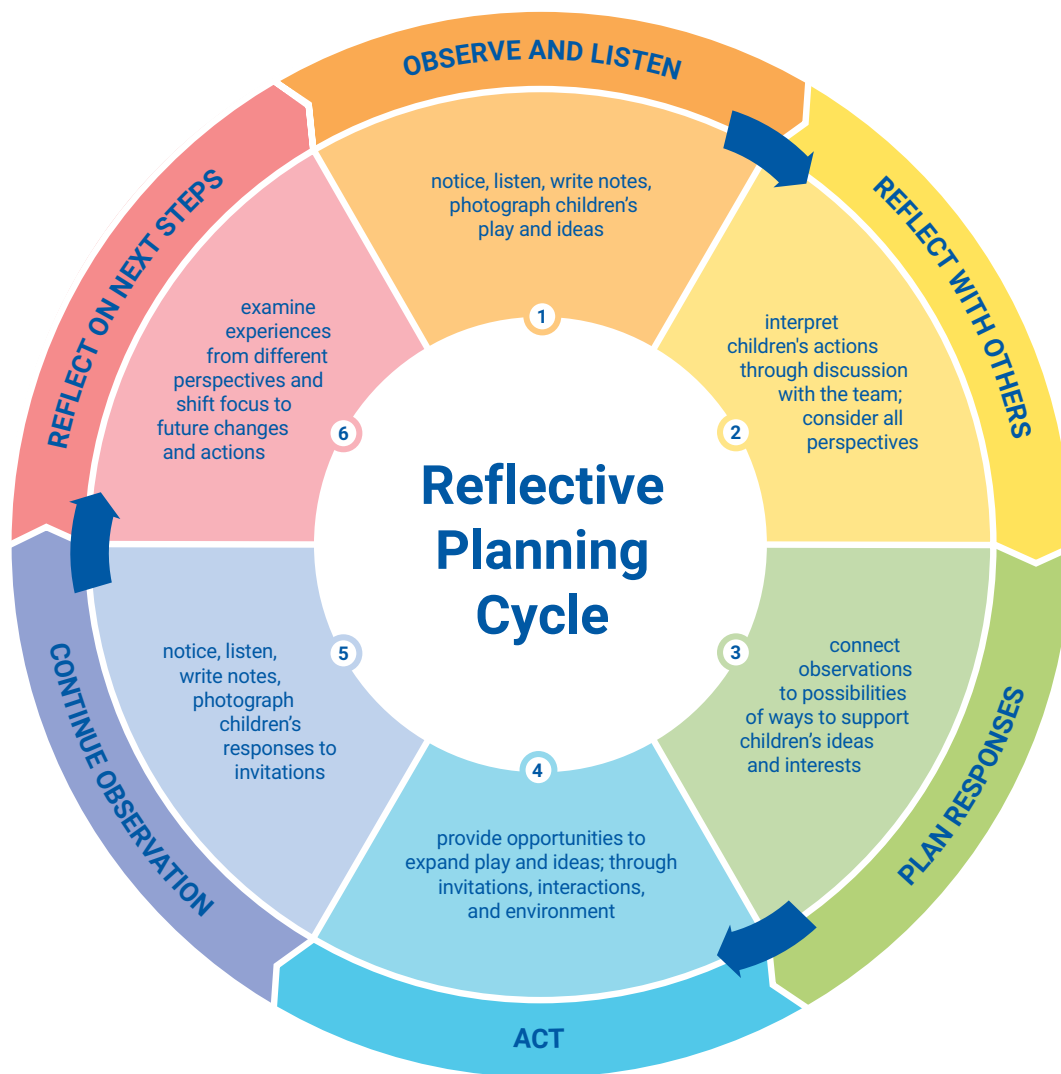 Reflective
Planning
Cycle
OBSERVE AND LISTEN
1
notice, listen, write notes,
photograph children’s
play and ideas
REFLECT WITH OTHERS
2
interpret
children's actions
through discussion
with the team;
consider all
perspectives
PLAN RESPONSES
3
connect
observations
to possibilities
of ways to support
children’s ideas
and interests
ACT
4
provide opportunities to
expand play and ideas; through
invitations, interactions,
and environment
CONTINUE OBSERVATION
5
notice, listen,
write notes,
photograph
children’s
responses to
invitations
REFLECT ON NEXT STEPS
6
examine
experiences
from different
perspectives and
shift focus to
future changes
and actions